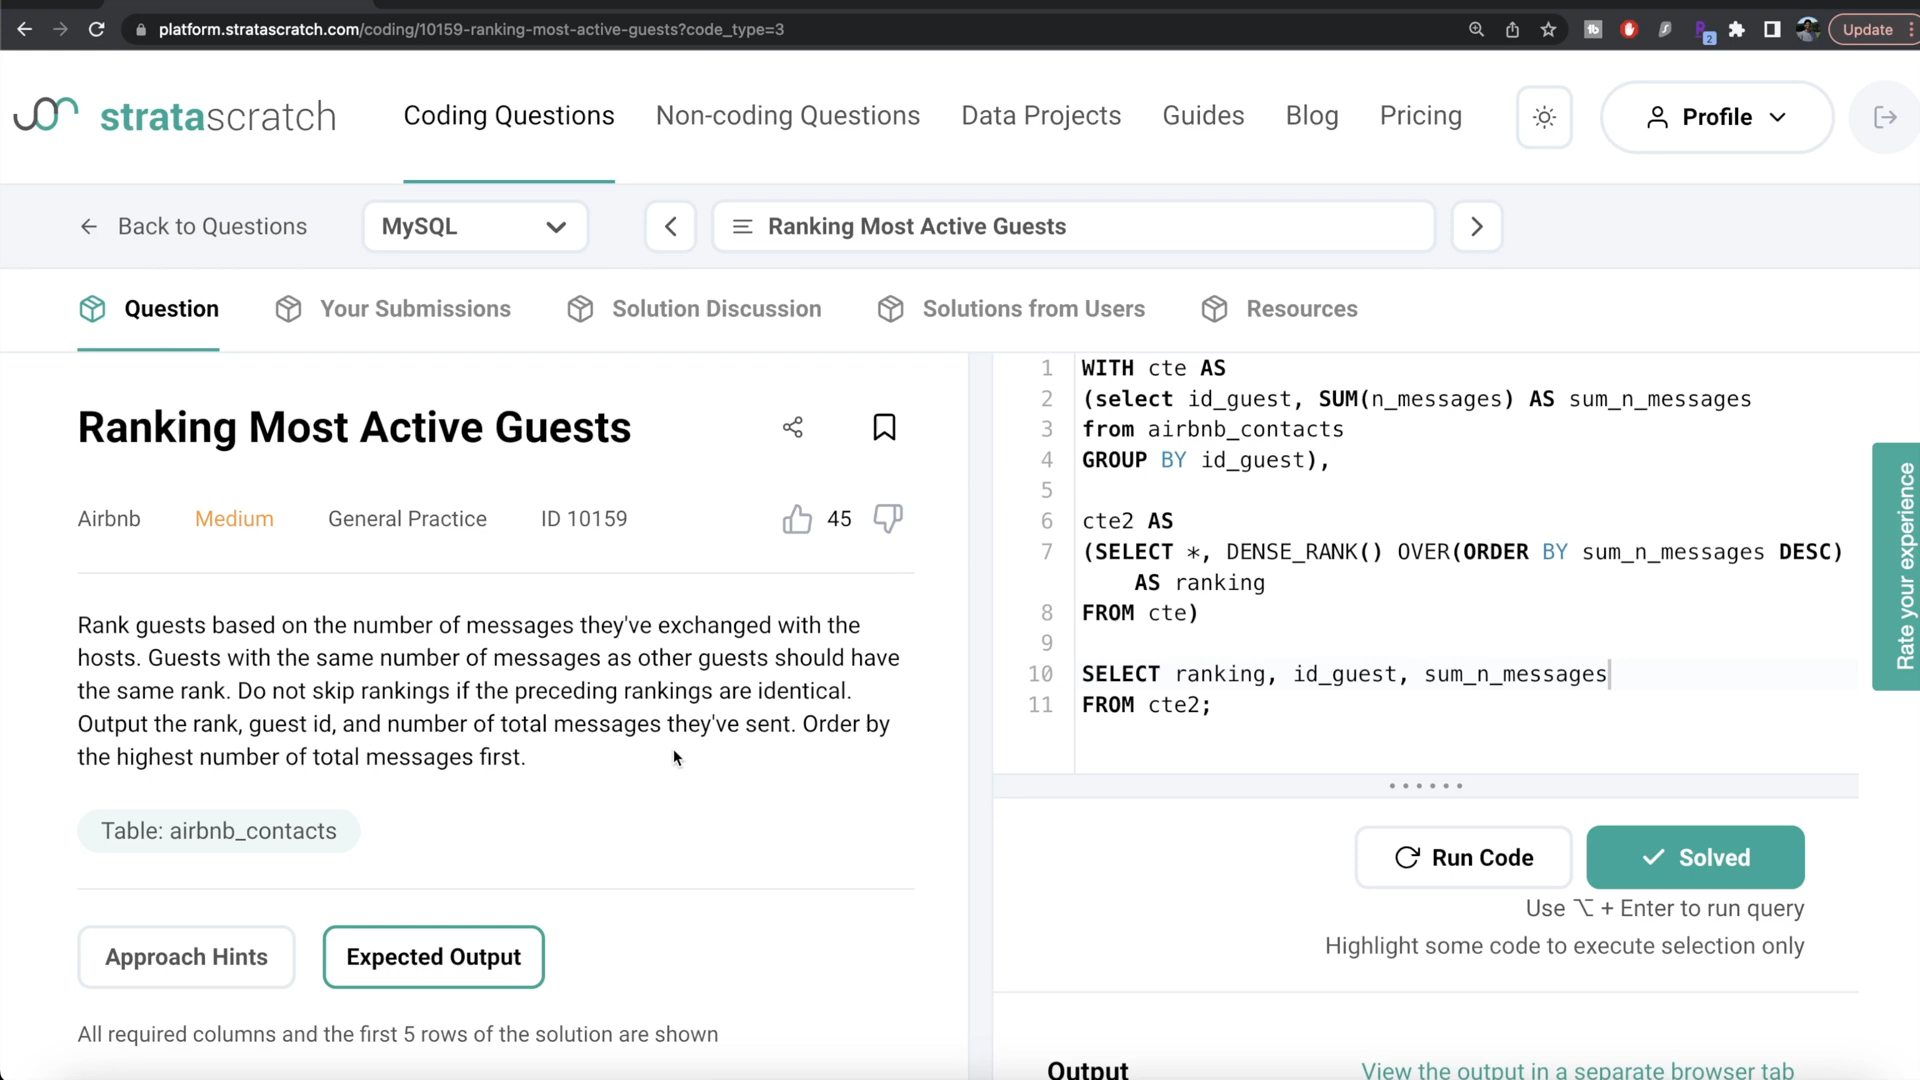 platform.stratascratch.com/coding/10159-ranking-most-active-guests?code_type=3
2
Update
stratascratch
Coding Questions
Non-coding Questions
Data Projects
Guides
Blog
Pricing
Profile
Back to Questions
MySQL
Ranking Most Active Guests
Question
Your Submissions
Solution Discussion
Solutions from Users
Resources
Ranking Most Active Guests
Airbnb
Medium
General Practice
ID 10159
45
Rank guests based on the number of messages they've exchanged with the
hosts. Guests with the same number of messages as other guests should have
the same rank. Do not skip rankings if the preceding rankings are identical.
Output the rank, guest id, and number of total messages they've sent. Order by
the highest number of total messages first.
Table: airbnb_contacts
Approach Hints
Expected Output
All required columns and the first 5 rows of the solution are shown
1 WITH cte AS
2 (select id_guest, SUM(n_messages) AS sum_n_messages
3 from airbnb_contacts
4 GROUP BY id_guest),
5
6 cte2 AS
7 (SELECT *, DENSE_RANK() OVER(ORDER BY sum_n_messages DESC)
AS ranking
8 FROM cte)
9
10 SELECT ranking, id_guest, sum_n_messages
11 FROM cte2;
Run Code
Solved
Use ⌥ + Enter to run query
Highlight some code to execute selection only
Output
View the output in a separate browser tab
Rate your experience